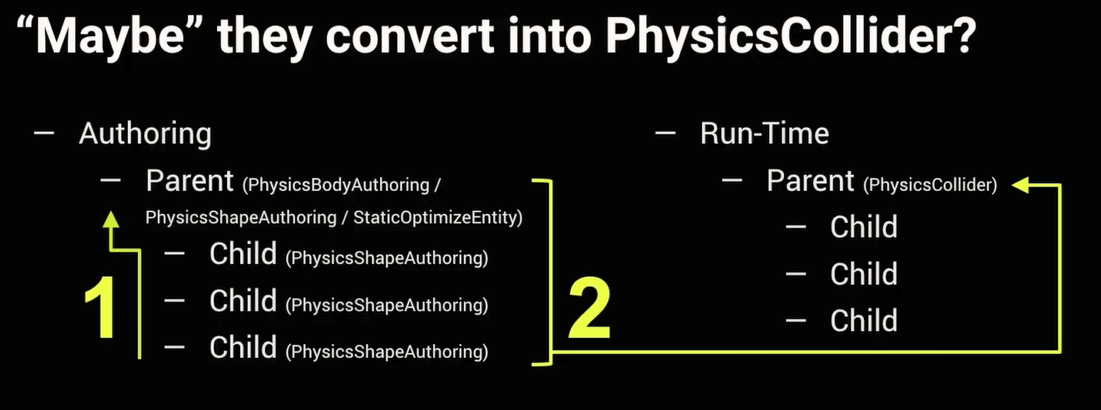 “Maybe” they convert into PhysicsCollider?
– Authoring
– Parent (PhysicsBodyAuthoring /
PhysicsShapeAuthoring / StaticOptimizeEntity)
– Child (PhysicsShapeAuthoring)
– Child (PhysicsShapeAuthoring)
– Child (PhysicsShapeAuthoring)
1
2
– Run-Time
– Parent (PhysicsCollider)
– Child
– Child
– Child